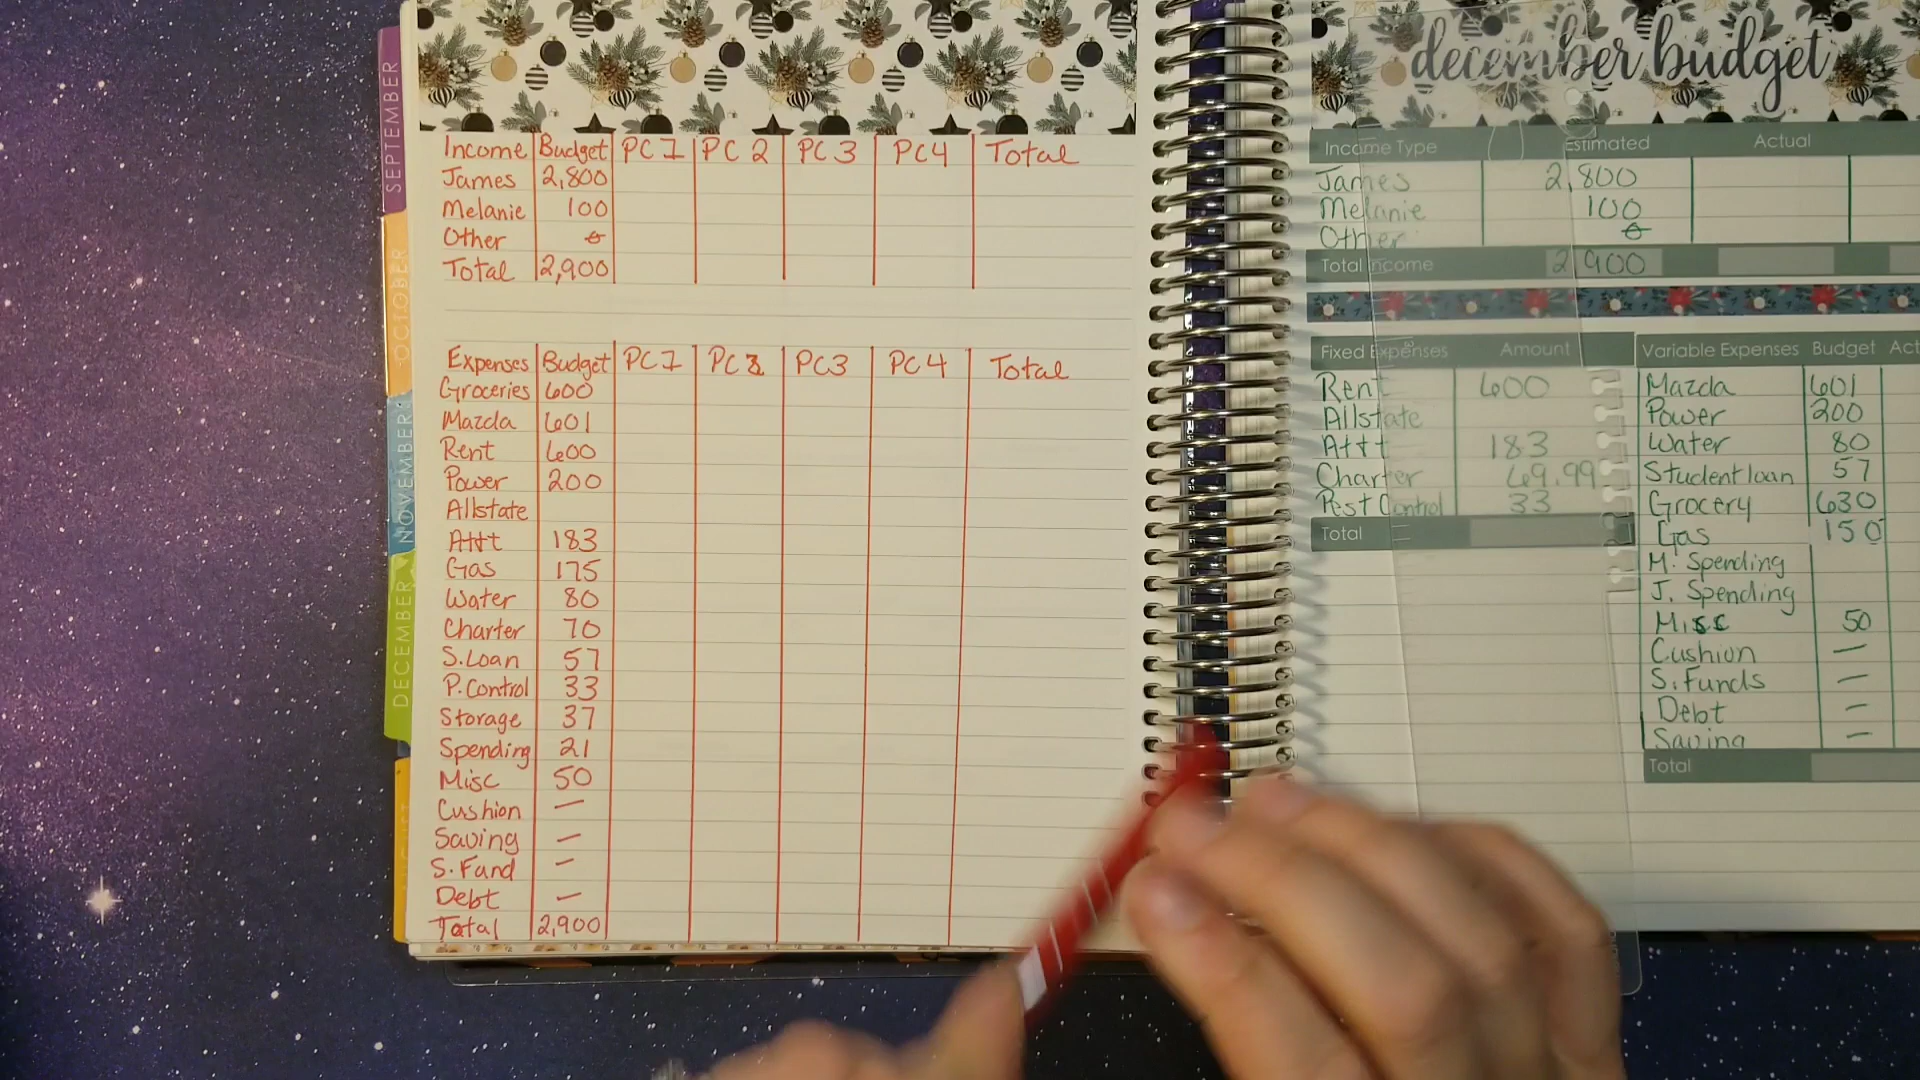 SEPTEMBER
OCTOBER
NOVEMBER
DECEMBER
Income Budget PC 1 PC 2 PC 3 PC4 Total
James 2,800
Melanie 100
Other 0
Total 2,900
Expenses Budget PC1 PC2 PC3 PC4 Total
Groceries 600
Mazda 601
Rent 600
Power 200
Allstate
At+t 183
Gas 175
Water 80
Charter 70
S.Loan 57
P.Control 33
Storage 37
Spending 21
Misc 50
Cushion —
Saving —
S.Fund —
Debt —
Total 2,900
december budget
Income Type Estimated Actual
James 2,800
Melanie 100
Other 0
Total Income 2,900
Fixed Expenses Amount
Rent 600
Allstate
At+t 183
Charter 69.99
Pest Control 33
Total
Variable Expenses Budget Act
Mazda 601
Power 200
Water 80
Student loan 57
Grocery 630
Gas 150
M. Spending
J. Spending
Misc 50
Cushion —
S. Funds —
Debt —
Saving —
Total